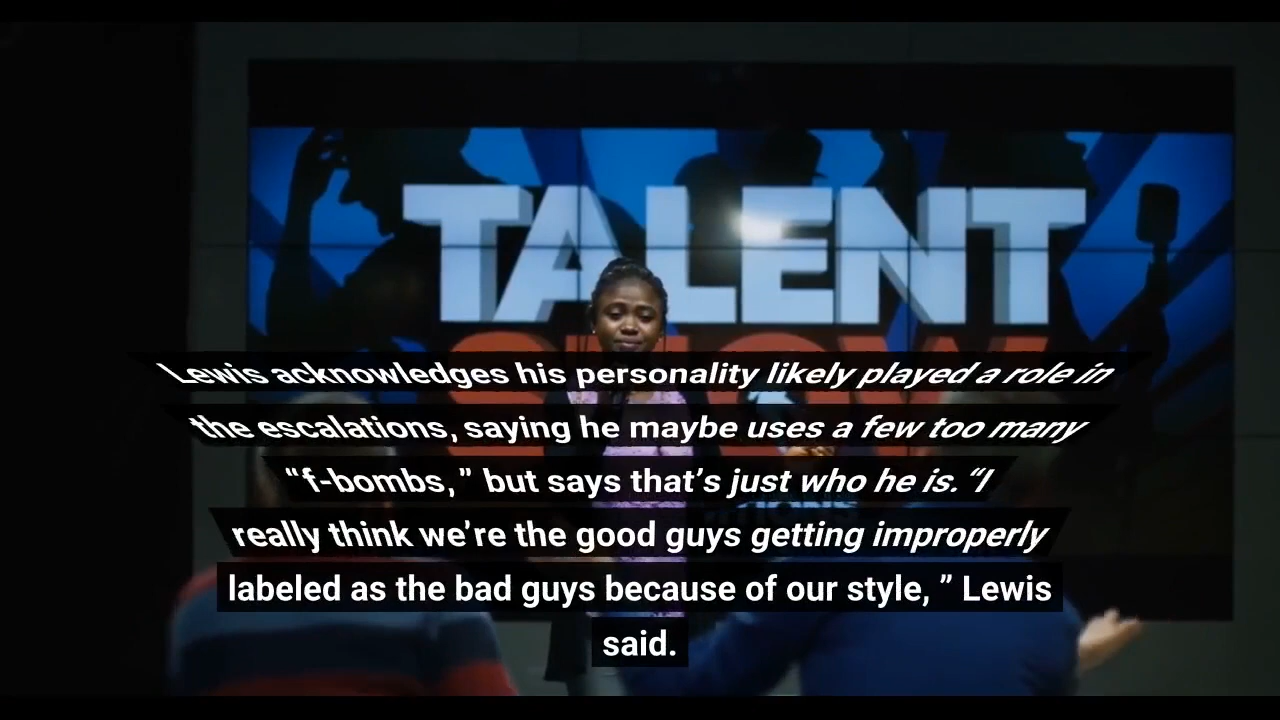 TALENT
SHOW
Lewis acknowledges his personality likely played a role in
the escalations, saying he maybe uses a few too many
“f-bombs,” but says that’s just who he is. “I
really think we’re the good guys getting improperly
labeled as the bad guys because of our style, ” Lewis
said.